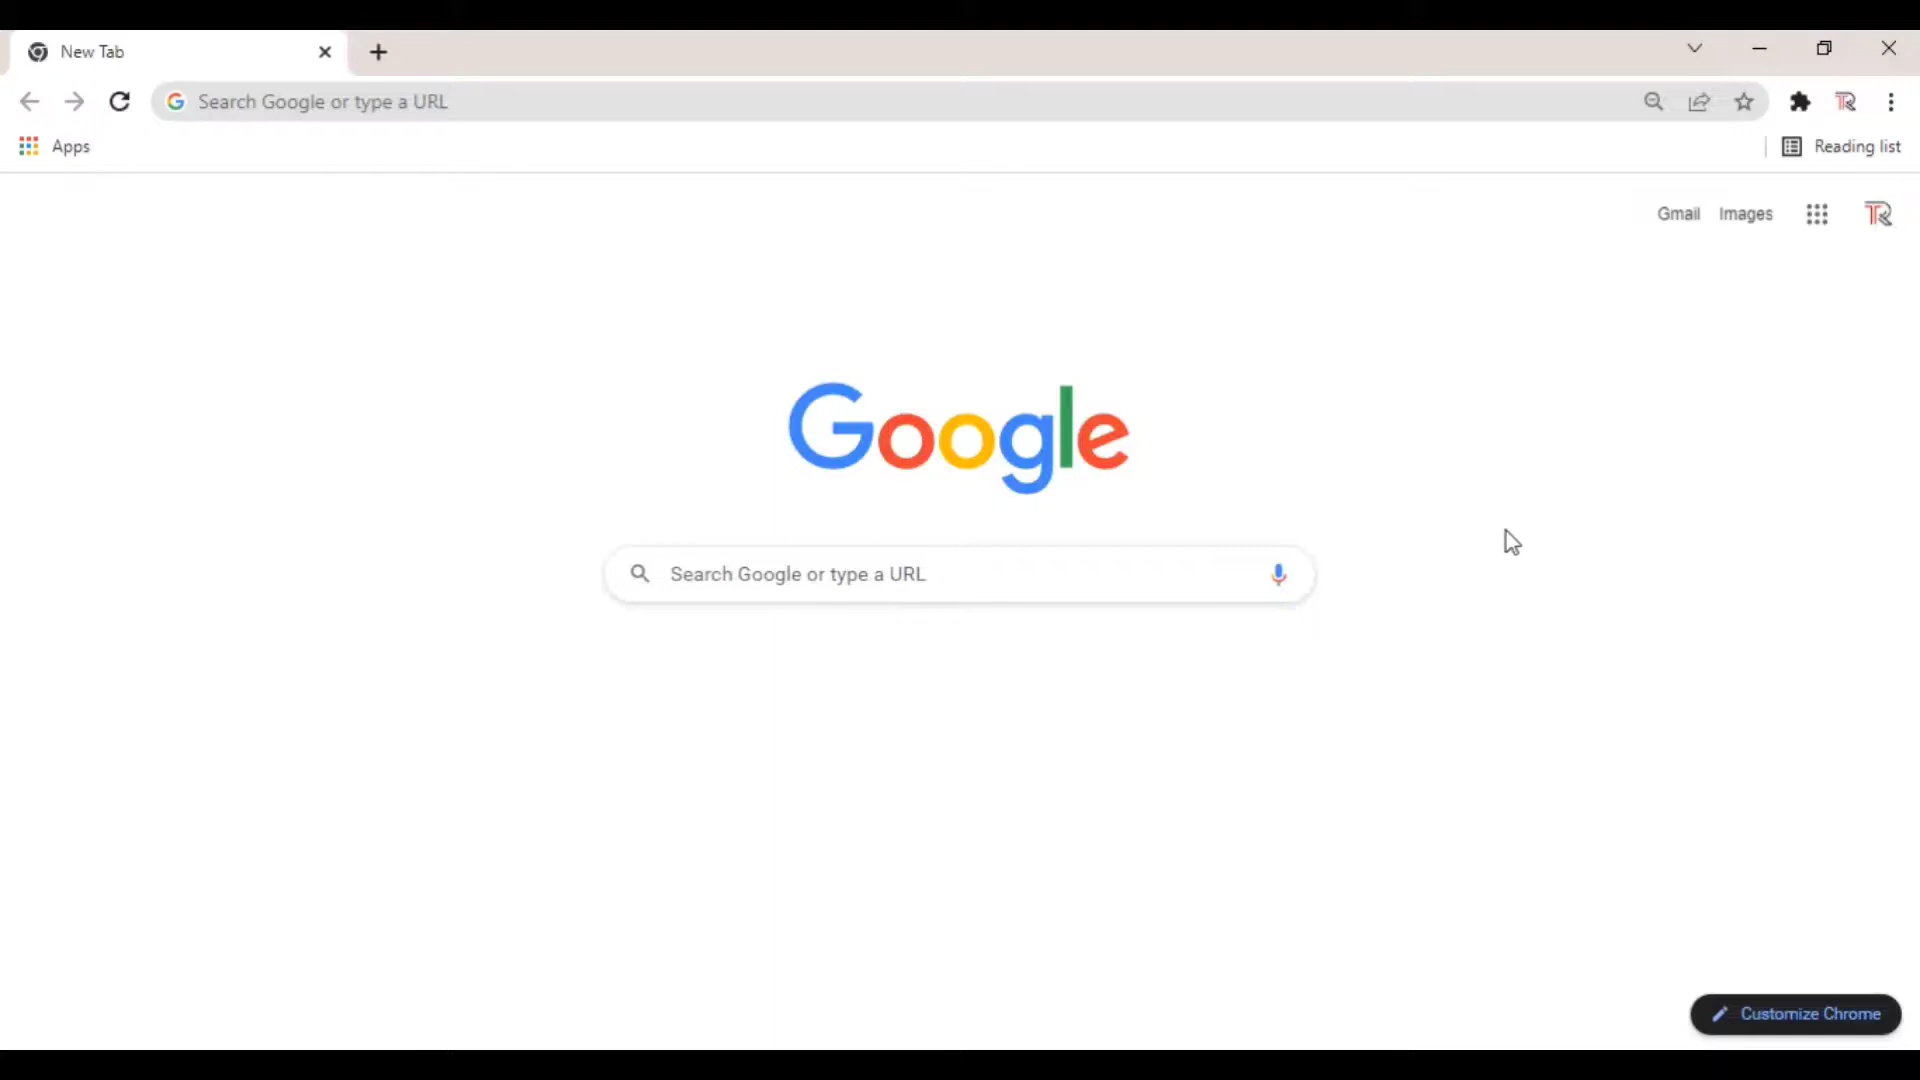 New Tab
Search Google or type a URL
Apps
Reading list
Gmail Images
Google
Search Google or type a URL
Customize Chrome